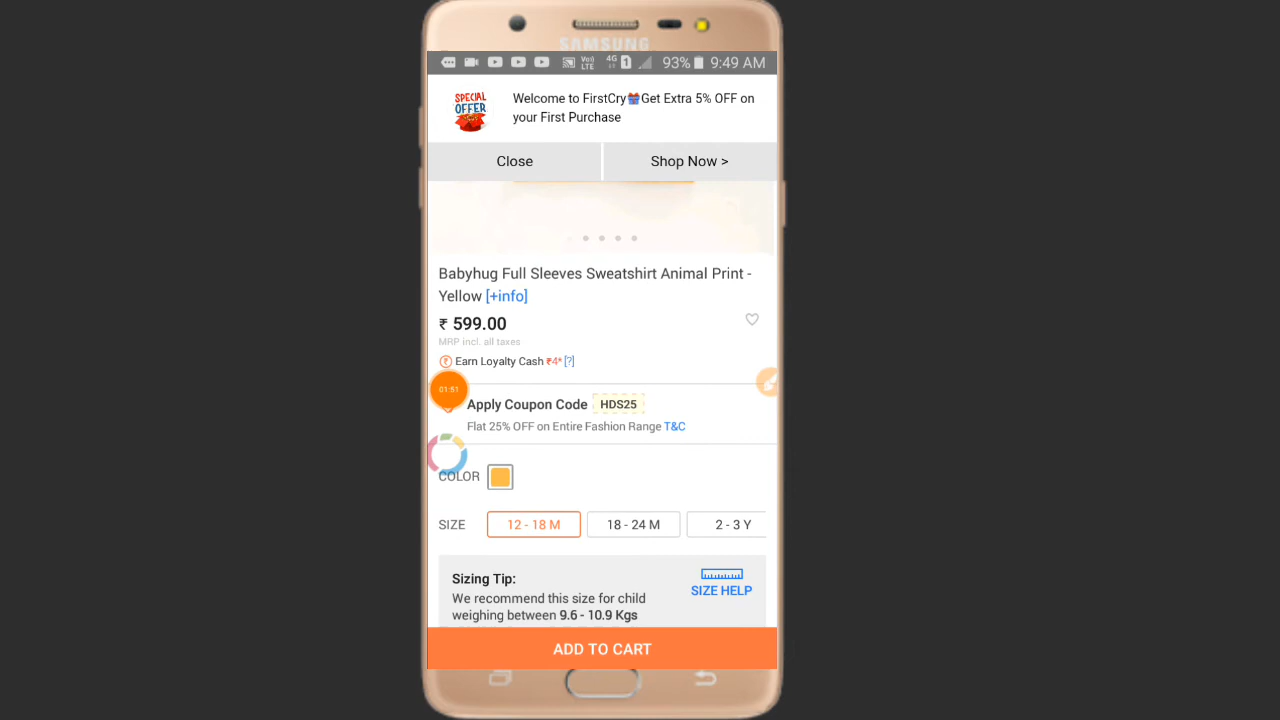 SAMSUNG
Vo)) LTE 4G 1 93% 9:49 AM
SPECIAL OFFER
Welcome to FirstCry Get Extra 5% OFF on
your First Purchase
Close Shop Now >
Babyhug Full Sleeves Sweatshirt Animal Print -
Yellow [+info]
₹ 599.00
MRP incl. all taxes
₹ Earn Loyalty Cash ₹4* [?]
01:51
Apply Coupon Code HDS25
Flat 25% OFF on Entire Fashion Range T&C
COLOR
SIZE 12 - 18 M 18 - 24 M 2 - 3 Y
Sizing Tip:
We recommend this size for child
weighing between 9.6 - 10.9 Kgs
SIZE HELP
ADD TO CART